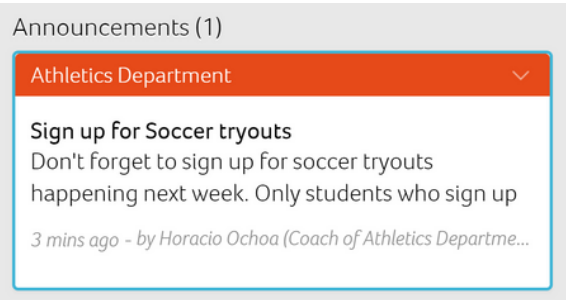 Announcements (1)
Athletics Department
Sign up for Soccer tryouts
Don't forget to sign up for soccer tryouts
happening next week. Only students who sign up
3 mins ago - by Horacio Ochoa (Coach of Athletics Departme...